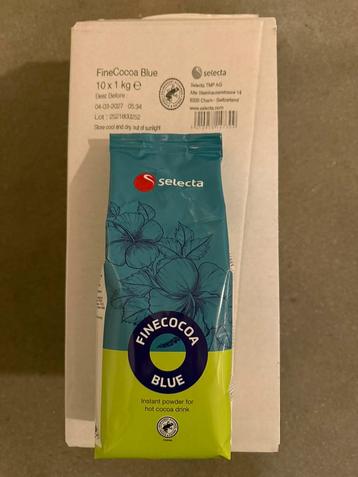 FineCocoa Blue
10 x 1 kg ℮
Best Before :
04-03-2027 05:34
Lot : 2521800252
Store cool and dry, out of sunlight
selecta
Selecta TMP AG
Alte Steinhauserstrasse 14
6330 Cham - Switzerland
www.selecta.com
selecta
FINECOCOA
BLUE
Instant powder for
hot cocoa drink